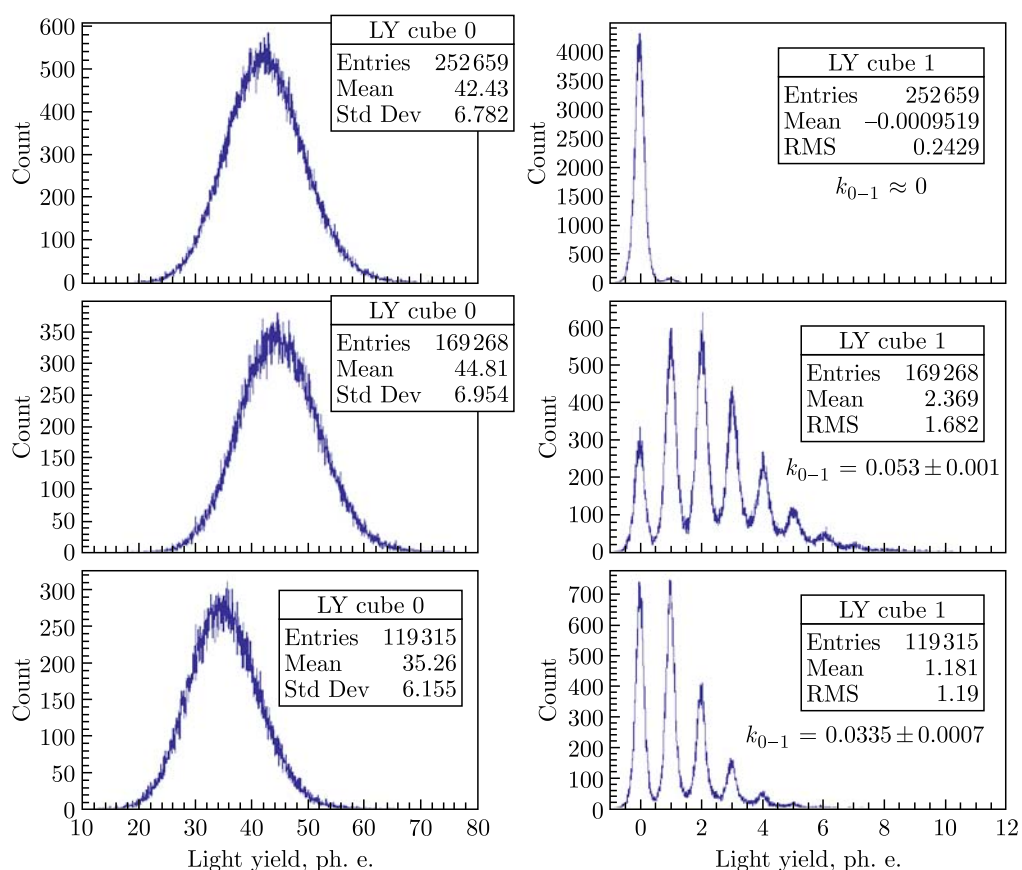 LY cube 0
Entries 252659
Mean 42.43
Std Dev 6.782
Count
600
500
400
300
200
100
0
LY cube 1
Entries 252659
Mean –0.0009519
RMS 0.2429
k0−1 ≈ 0
Count
4000
3500
3000
2500
2000
1500
1000
500
0
LY cube 0
Entries 169268
Mean 44.81
Std Dev 6.954
Count
350
300
250
200
150
100
50
0
LY cube 1
Entries 169268
Mean 2.369
RMS 1.682
k0−1 = 0.053 ± 0.001
Count
600
500
400
300
200
100
0
LY cube 0
Entries 119315
Mean 35.26
Std Dev 6.155
Count
300
250
200
150
100
50
0
10 20 30 40 50 60 70 80
Light yield, ph. e.
LY cube 1
Entries 119315
Mean 1.181
RMS 1.19
k0−1 = 0.0335 ± 0.0007
Count
700
600
500
400
300
200
100
0
0 2 4 6 8 10 12
Light yield, ph. e.